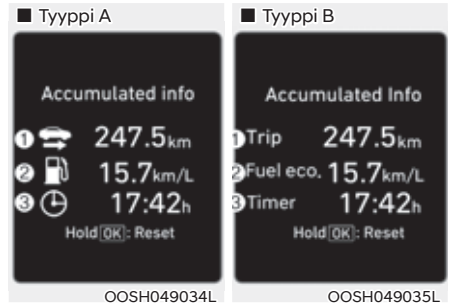 ■ Tyyppi A
Accumulated info
① 247.5km
② 15.7km/L
③ 17:42h
Hold OK : Reset
OOSH049034L
■ Tyyppi B
Accumulated Info
① Trip 247.5km
② Fuel eco. 15.7km/L
③ Timer 17:42h
Hold OK : Reset
OOSH049035L